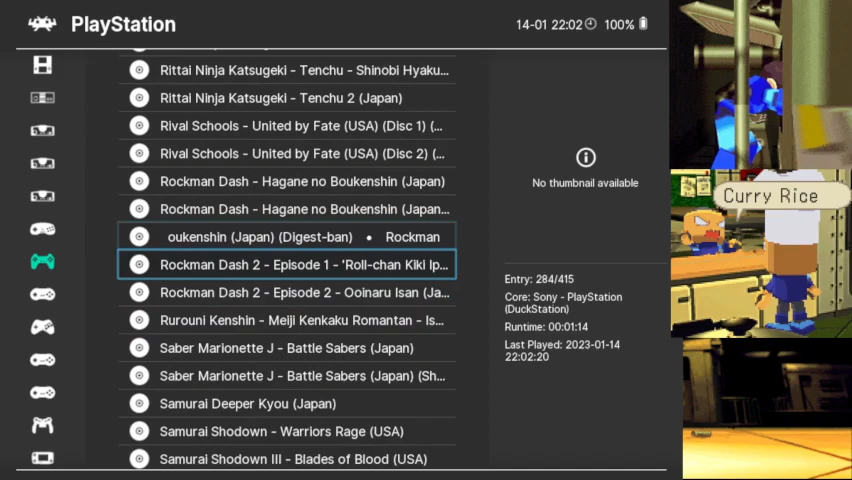 PlayStation
14-01 22:02 100%
Rittai Ninja Katsugeki - Tenchu - Shinobi Hyaku...
Rittai Ninja Katsugeki - Tenchu 2 (Japan)
Rival Schools - United by Fate (USA) (Disc 1) (...
Rival Schools - United by Fate (USA) (Disc 2) (...
Rockman Dash - Hagane no Boukenshin (Japan)
Rockman Dash - Hagane no Boukenshin (Japan...
oukenshin (Japan) (Digest-ban) • Rockman
Rockman Dash 2 - Episode 1 - 'Roll-chan Kiki Ip...
Rockman Dash 2 - Episode 2 - Ooinaru Isan (Ja...
Rurouni Kenshin - Meiji Kenkaku Romantan - Is...
Saber Marionette J - Battle Sabers (Japan)
Saber Marionette J - Battle Sabers (Japan) (Sh...
Samurai Deeper Kyou (Japan)
Samurai Shodown - Warriors Rage (USA)
Samurai Shodown III - Blades of Blood (USA)
No thumbnail available
Entry: 284/415
Core: Sony - PlayStation
(DuckStation)
Runtime: 00:01:14
Last Played: 2023-01-14
22:02:20
Curry Rice